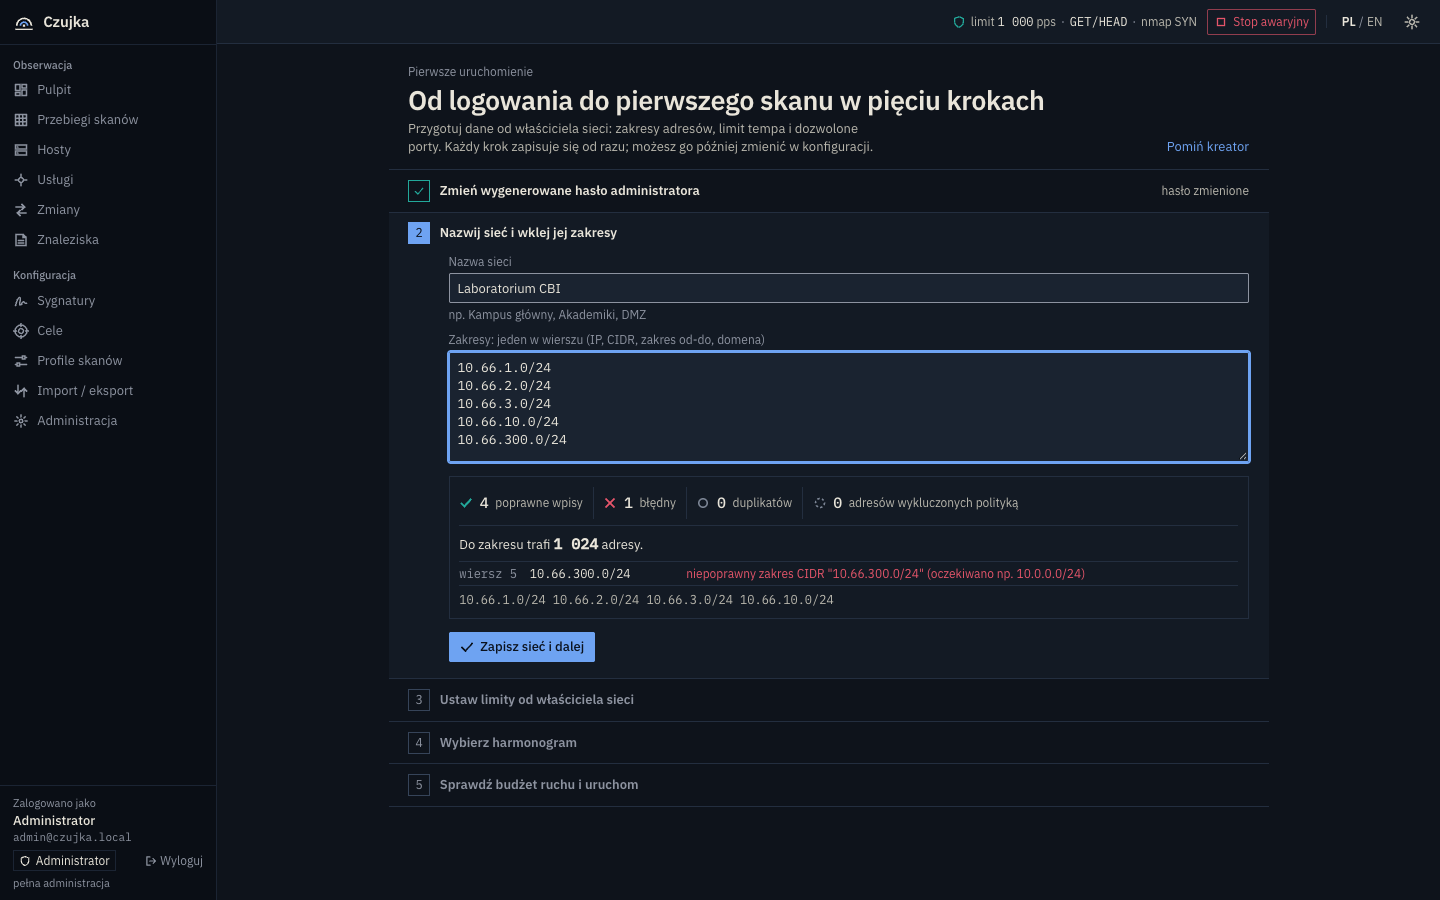 Czujka
limit 1 000 pps · GET/HEAD · nmap SYN
Stop awaryjny
PL / EN
Obserwacja
Pulpit
Przebiegi skanów
Hosty
Usługi
Zmiany
Znaleziska
Konfiguracja
Sygnatury
Cele
Profile skanów
Import / eksport
Administracja
Zalogowano jako
Administrator
admin@czujka.local
Administrator
Wyloguj
pełna administracja
Pierwsze uruchomienie
Od logowania do pierwszego skanu w pięciu krokach
Przygotuj dane od właściciela sieci: zakresy adresów, limit tempa i dozwolone
porty. Każdy krok zapisuje się od razu; możesz go później zmienić w konfiguracji.
Pomiń kreator
Zmień wygenerowane hasło administratora
hasło zmienione
2 Nazwij sieć i wklej jej zakresy
Nazwa sieci
Laboratorium CBI
np. Kampus główny, Akademiki, DMZ
Zakresy: jeden w wierszu (IP, CIDR, zakres od-do, domena)
10.66.1.0/24
10.66.2.0/24
10.66.3.0/24
10.66.10.0/24
10.66.300.0/24
4 poprawne wpisy
1 błędny
0 duplikatów
0 adresów wykluczonych polityką
Do zakresu trafi 1 024 adresy.
wiersz 5 10.66.300.0/24 niepoprawny zakres CIDR "10.66.300.0/24" (oczekiwano np. 10.0.0.0/24)
10.66.1.0/24 10.66.2.0/24 10.66.3.0/24 10.66.10.0/24
Zapisz sieć i dalej
3 Ustaw limity od właściciela sieci
4 Wybierz harmonogram
5 Sprawdź budżet ruchu i uruchom